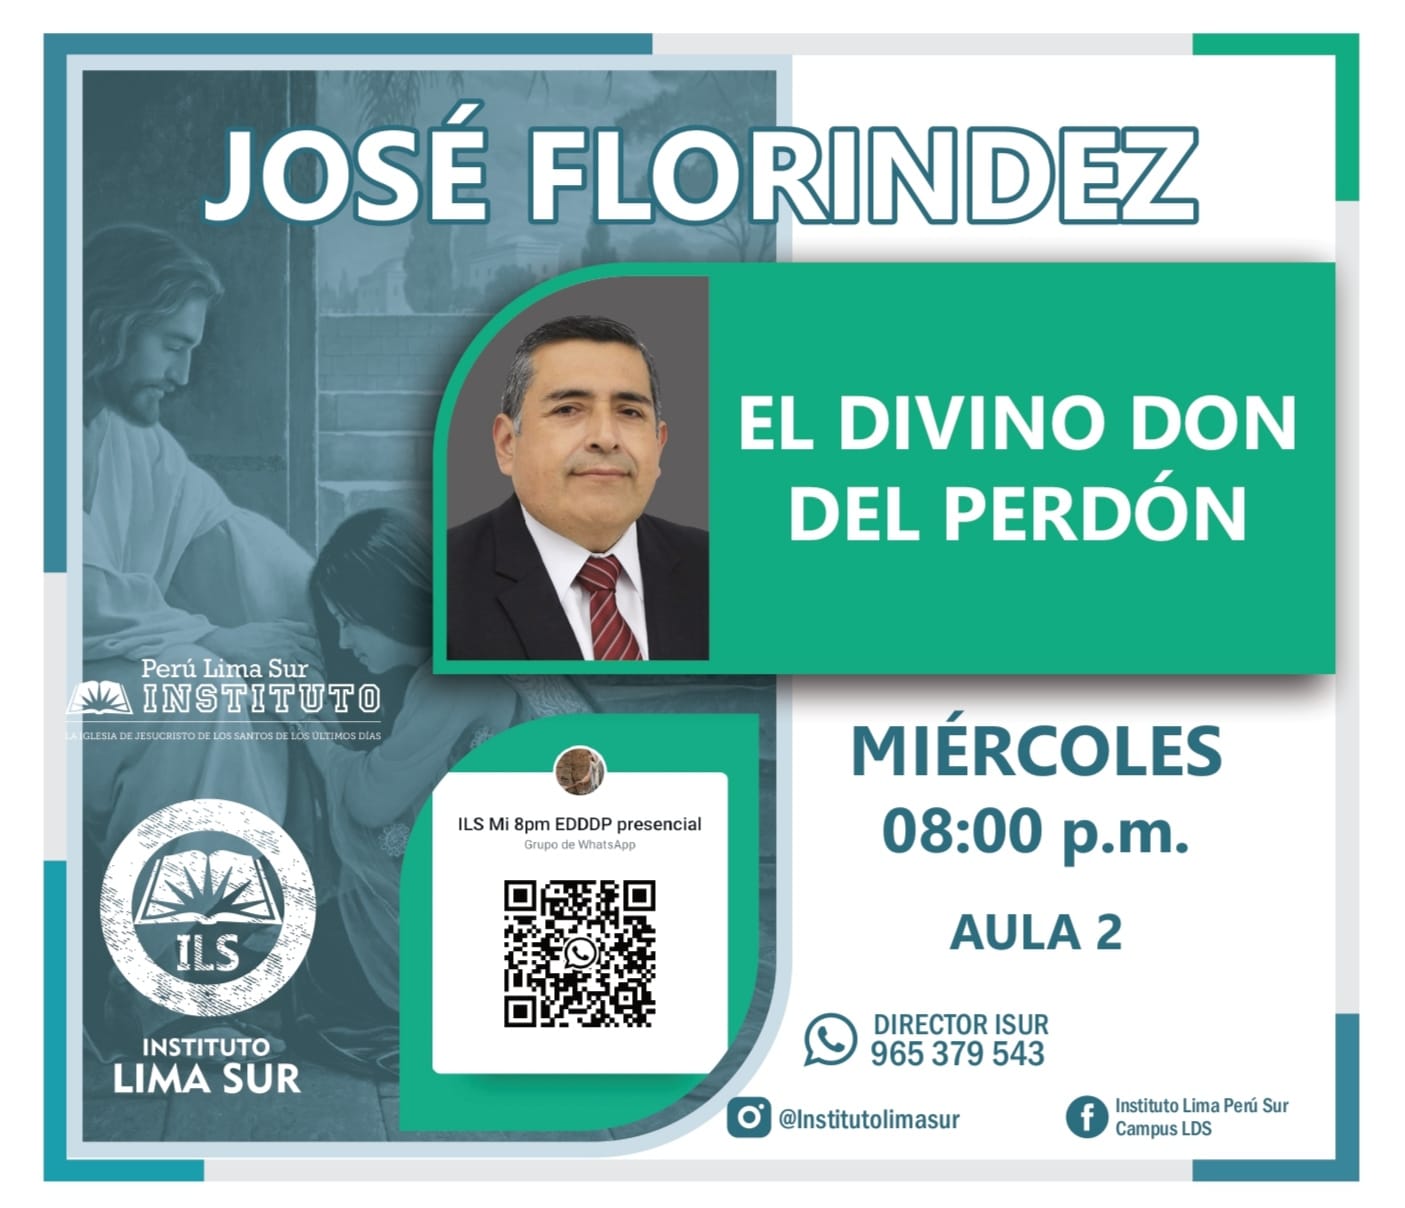 JOSÉ FLORINDEZ
EL DIVINO DON
DEL PERDÓN
Perú Lima Sur
INSTITUTO
LA IGLESIA DE JESUCRISTO DE LOS SANTOS DE LOS ÚLTIMOS DÍAS
ILS
INSTITUTO
LIMA SUR
ILS Mi 8pm EDDDP presencial
Grupo de WhatsApp
MIÉRCOLES
08:00 p.m.
AULA 2
DIRECTOR ISUR
965 379 543
@Institutolimasur
Instituto Lima Perú Sur
Campus LDS